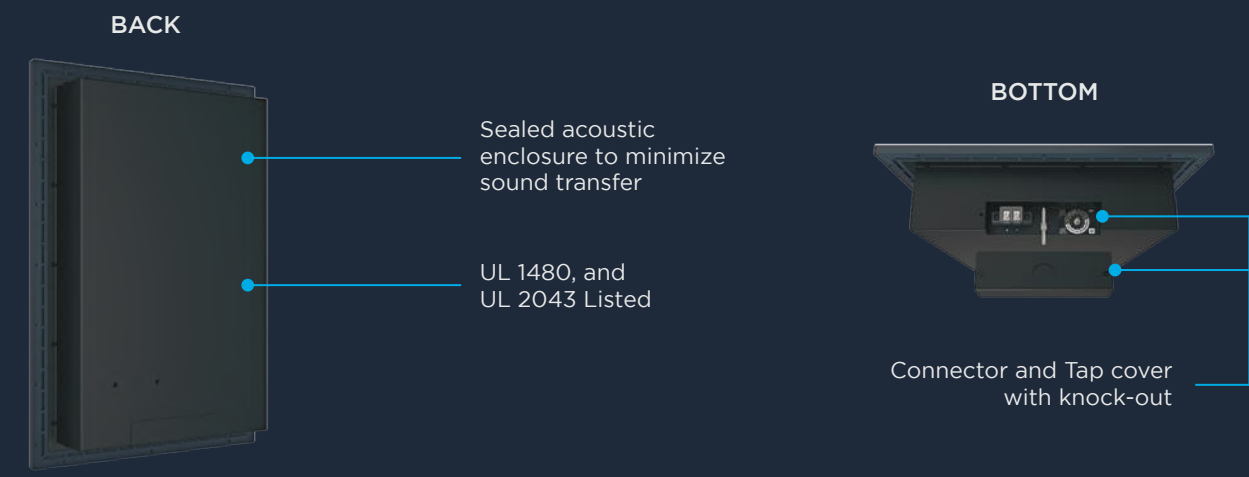 BACK
Sealed acoustic
enclosure to minimize
sound transfer
UL 1480, and
UL 2043 Listed
BOTTOM
Connector and Tap cover
with knock-out